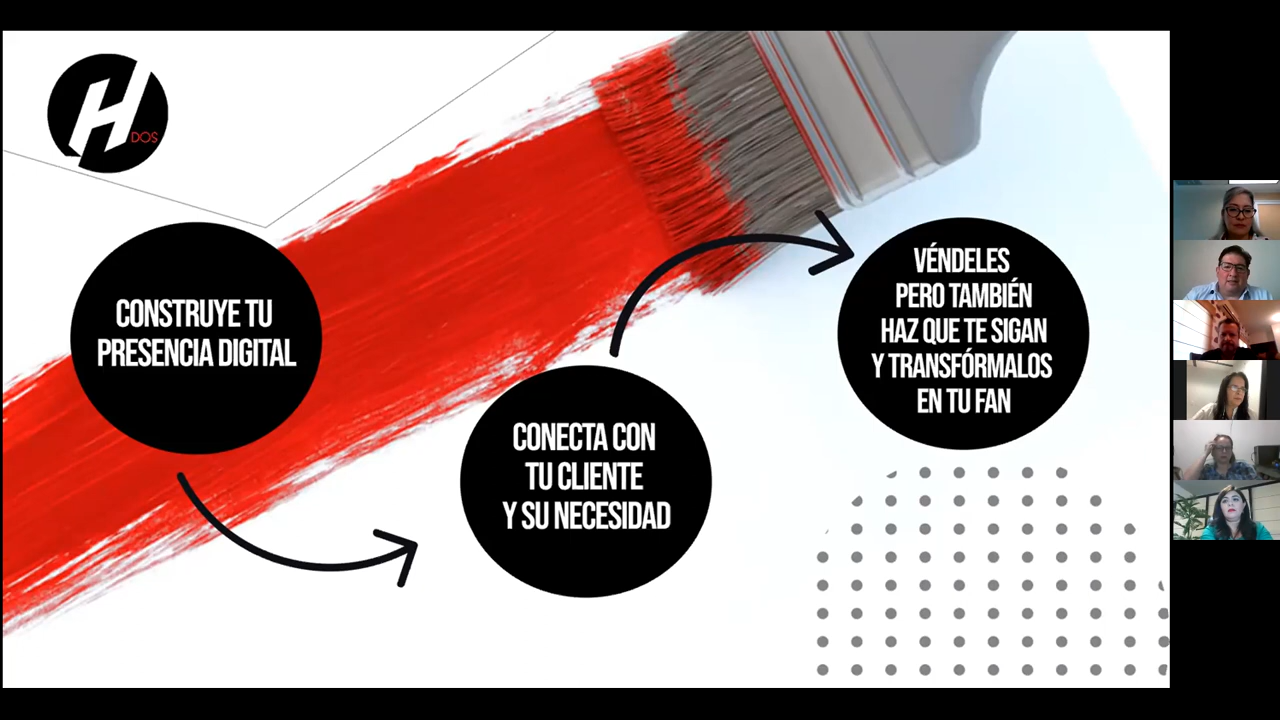 H
DOS
CONSTRUYE TU
PRESENCIA DIGITAL
CONECTA CON
TU CLIENTE
Y SU NECESIDAD
VÉNDELES
PERO TAMBIÉN
HAZ QUE TE SIGAN
Y TRANSFÓRMALOS
EN TU FAN